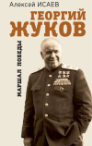 Алексей ИСАЕВ
ГЕОРГИЙ
ЖУКОВ
МАРШАЛ ПОБЕДЫ